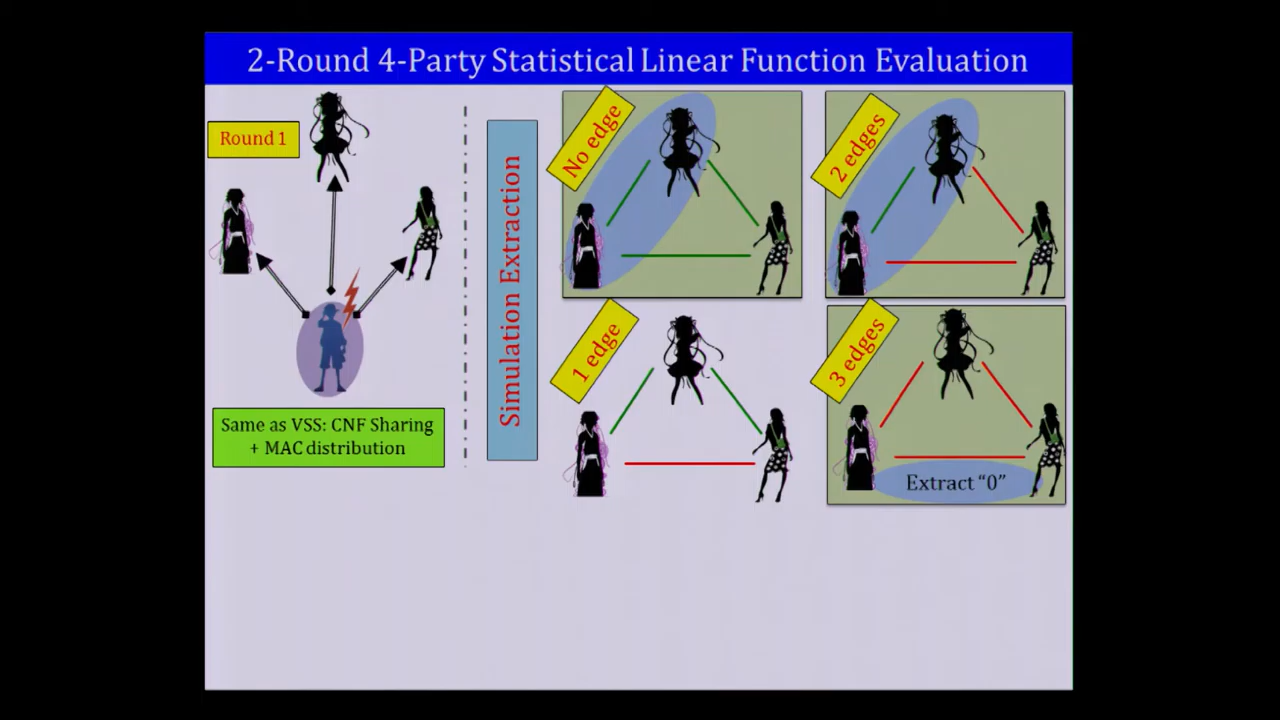 2-Round 4-Party Statistical Linear Function Evaluation
Round 1
Same as VSS: CNF Sharing
+ MAC distribution
Simulation Extraction
No edge
2 edges
1 edge
3 edges
Extract “0”